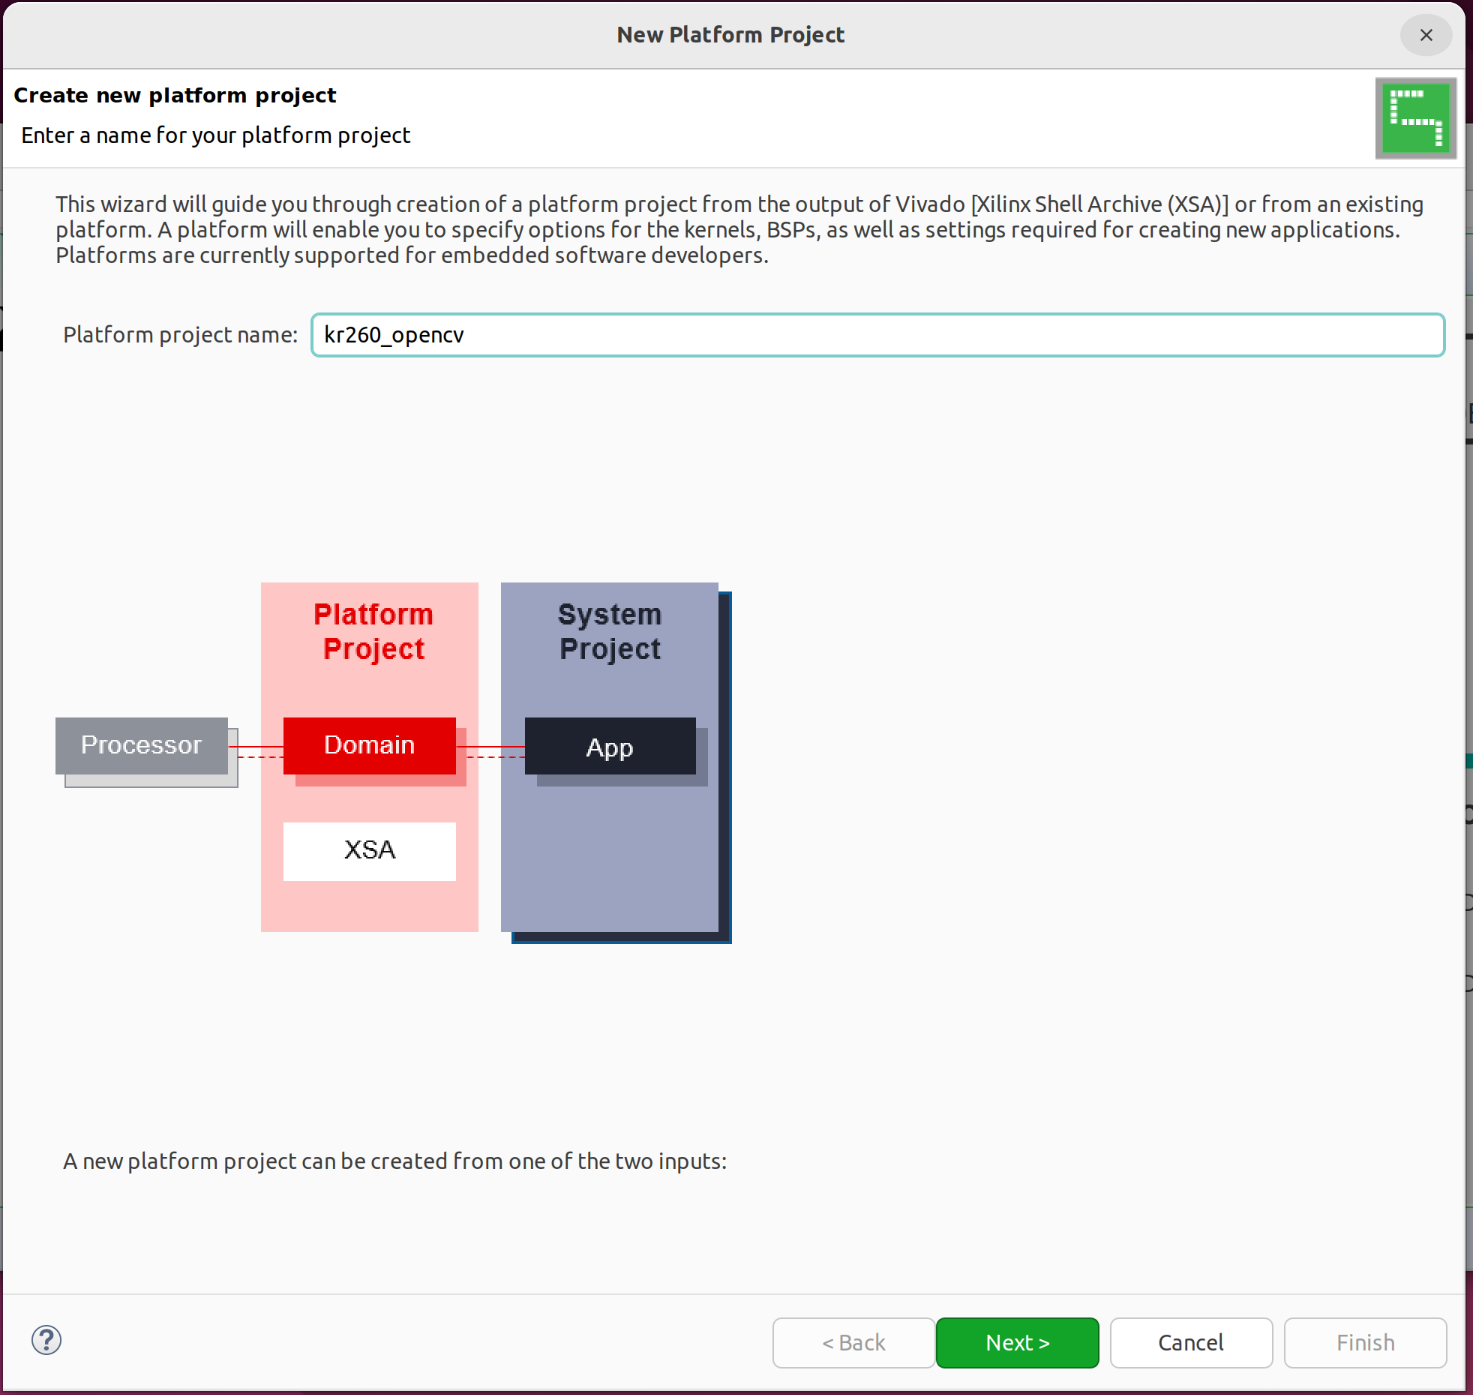 New Platform Project
Create new platform project
Enter a name for your platform project
This wizard will guide you through creation of a platform project from the output of Vivado [Xilinx Shell Archive (XSA)] or from an existing
platform. A platform will enable you to specify options for the kernels, BSPs, as well as settings required for creating new applications.
Platforms are currently supported for embedded software developers.
Platform project name: kr260_opencv
Platform
Project
System
Project
Processor
Domain
App
XSA
A new platform project can be created from one of the two inputs:
?
< Back
Next >
Cancel
Finish